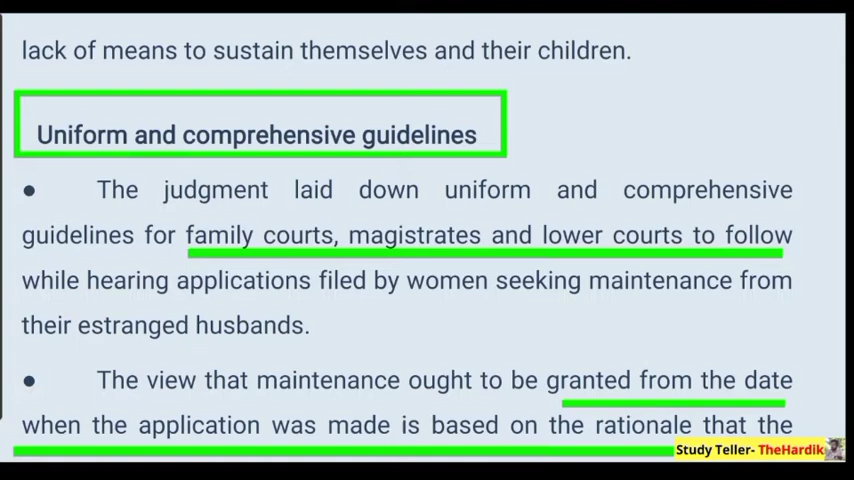 lack of means to sustain themselves and their children.
Uniform and comprehensive guidelines
● The judgment laid down uniform and comprehensive
guidelines for family courts, magistrates and lower courts to follow
while hearing applications filed by women seeking maintenance from
their estranged husbands.
● The view that maintenance ought to be granted from the date
when the application was made is based on the rationale that the
Study Teller- TheHardik